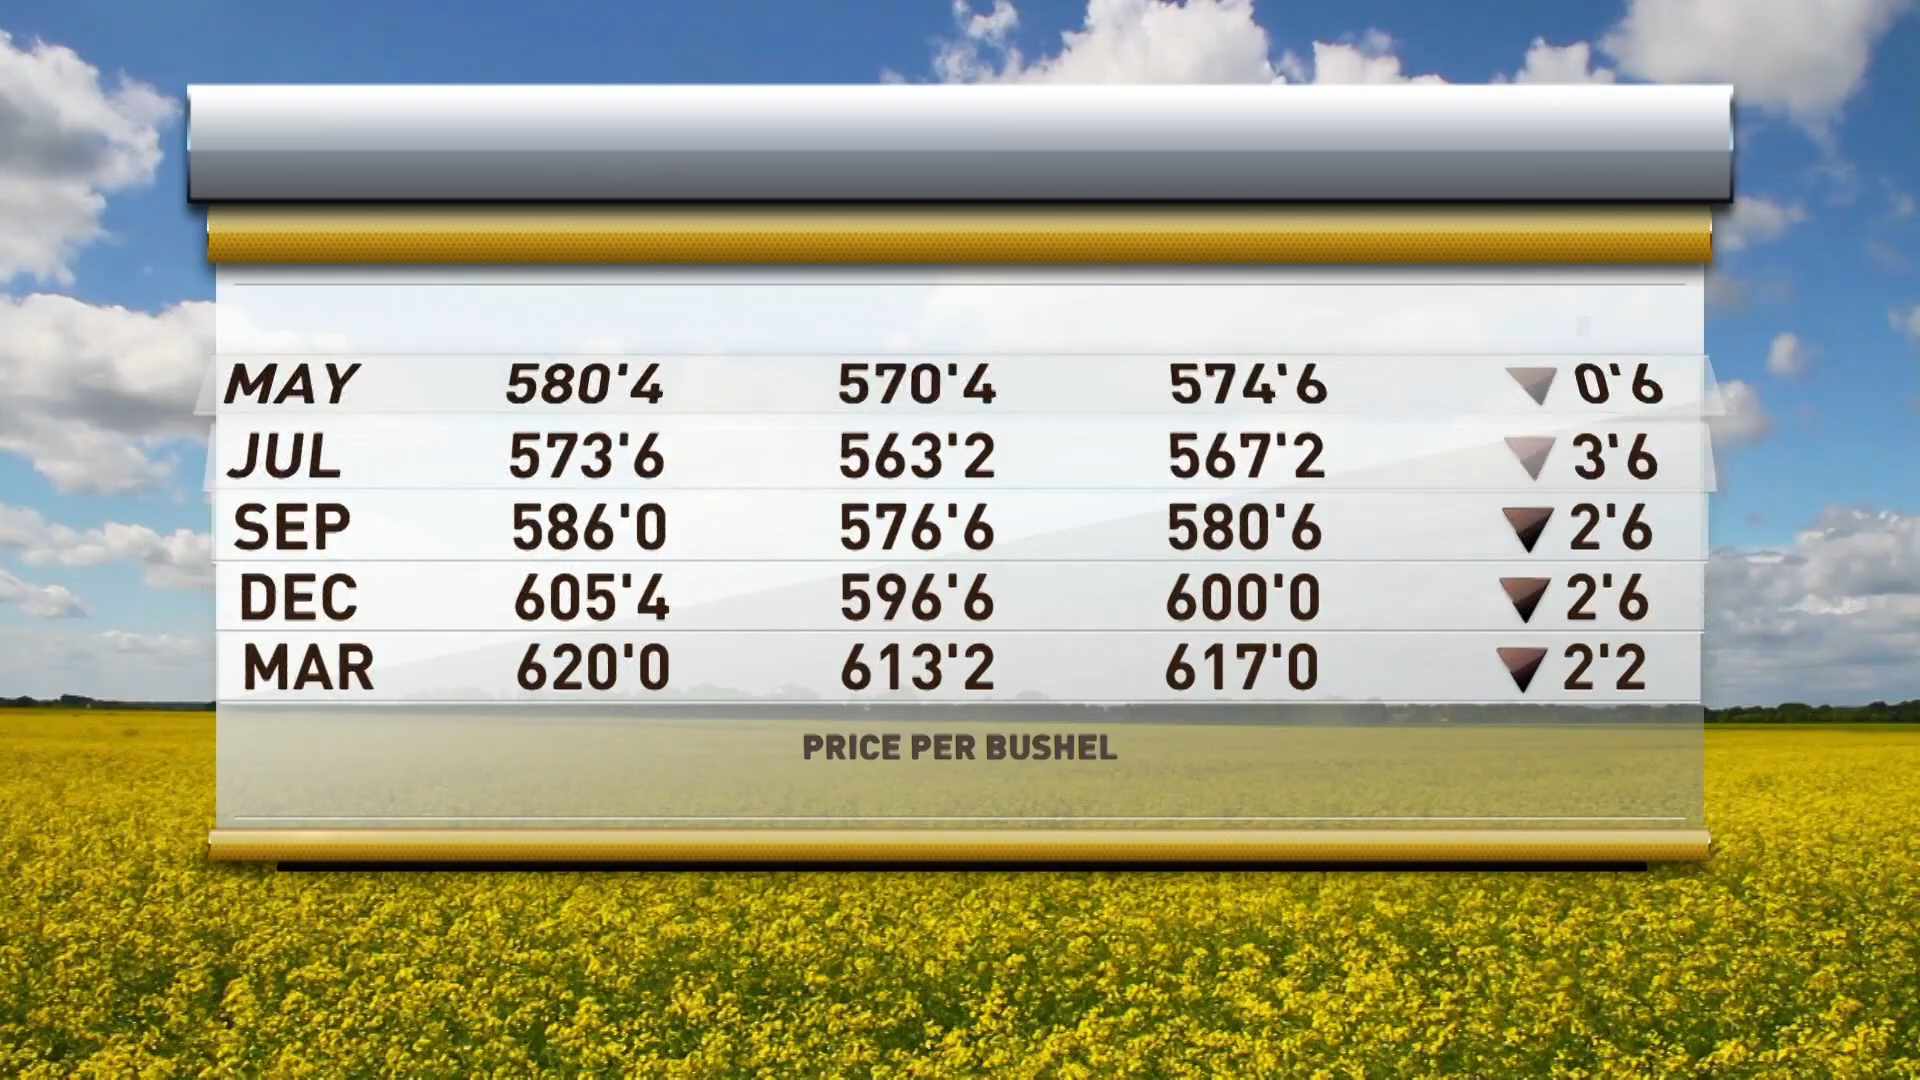 MAY 580'4 570'4 574'6 ▼ 0'6
JUL 573'6 563'2 567'2 ▼ 3'6
SEP 586'0 576'6 580'6 ▼ 2'6
DEC 605'4 596'6 600'0 ▼ 2'6
MAR 620'0 613'2 617'0 ▼ 2'2
PRICE PER BUSHEL